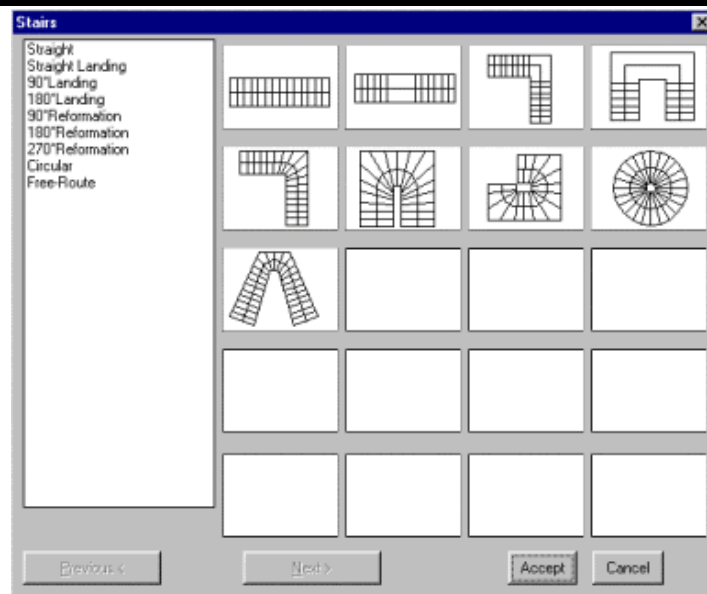 Stairs
Straight
Straight Landing
90°Landing
180°Landing
90°Reformation
180°Reformation
270°Reformation
Circular
Free-Route
Previous <
Next >
Accept
Cancel